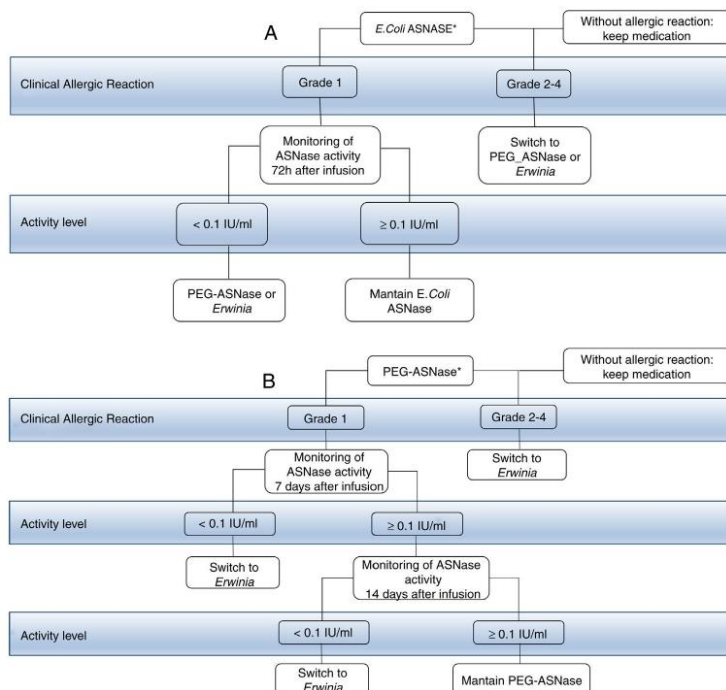 A
E.Coli ASNASE*
Without allergic reaction:
keep medication
Clinical Allergic Reaction
Grade 1
Grade 2-4
Monitoring of
ASNase activity
72h after infusion
Switch to
PEG_ASNase or
Erwinia
Activity level
< 0.1 IU/ml
≥ 0.1 IU/ml
PEG-ASNase or
Erwinia
Mantain E.Coli
ASNase
B
PEG-ASNase*
Without allergic reaction:
keep medication
Clinical Allergic Reaction
Grade 1
Grade 2-4
Monitoring of
ASNase activity
7 days after infusion
Switch to
Erwinia
Activity level
< 0.1 IU/ml
≥ 0.1 IU/ml
Switch to
Erwinia
Monitoring of ASNase
activity
14 days after infusion
Activity level
< 0.1 IU/ml
≥ 0.1 IU/ml
Switch to
Erwinia
Mantain PEG-ASNase